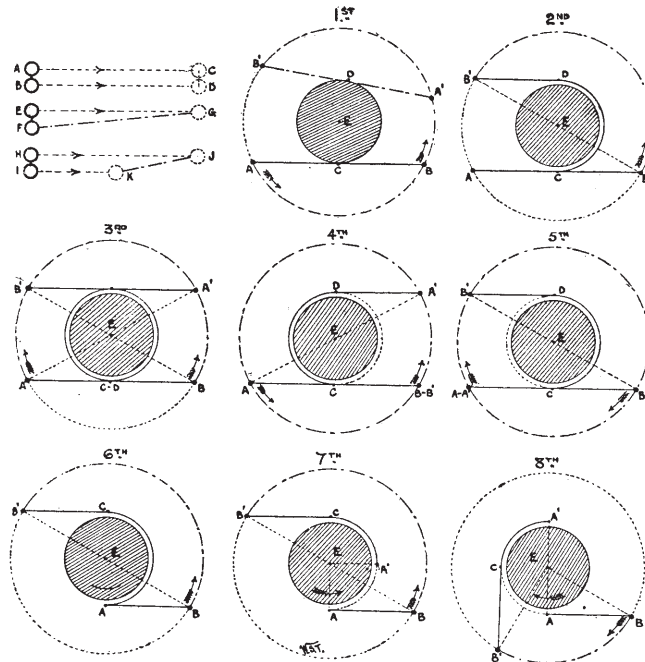 1ST
2ND
A C
B D
E G
F
H J
I K
B' D A'
E
A C B
B' D
E
A C B
3RD
4TH
5TH
B' A'
E
A C-D B
D A'
E
A C B-B'
B' D
E
A-A' C B
6TH
7TH
8TH
B' C
E
A B
B' C
E A'
A B
A'
C E
A B
B'